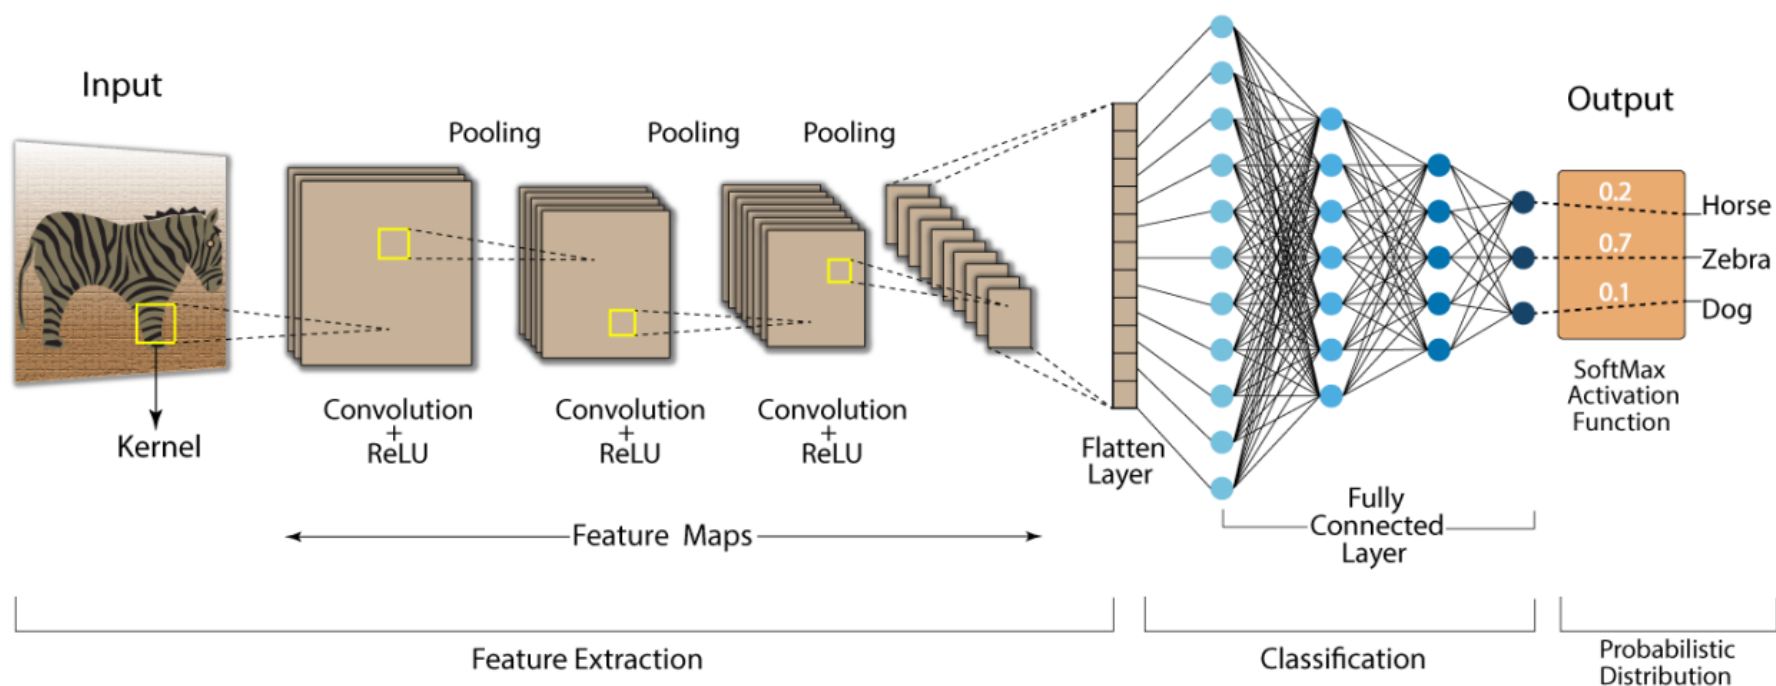 Input
Pooling
Pooling
Pooling
Output
0.2
Horse
0.7
Zebra
0.1
Dog
Kernel
Convolution
+
ReLU
Convolution
+
ReLU
Convolution
+
ReLU
Flatten
Layer
SoftMax
Activation
Function
Feature Maps
Fully
Connected
Layer
Feature Extraction
Classification
Probabilistic
Distribution